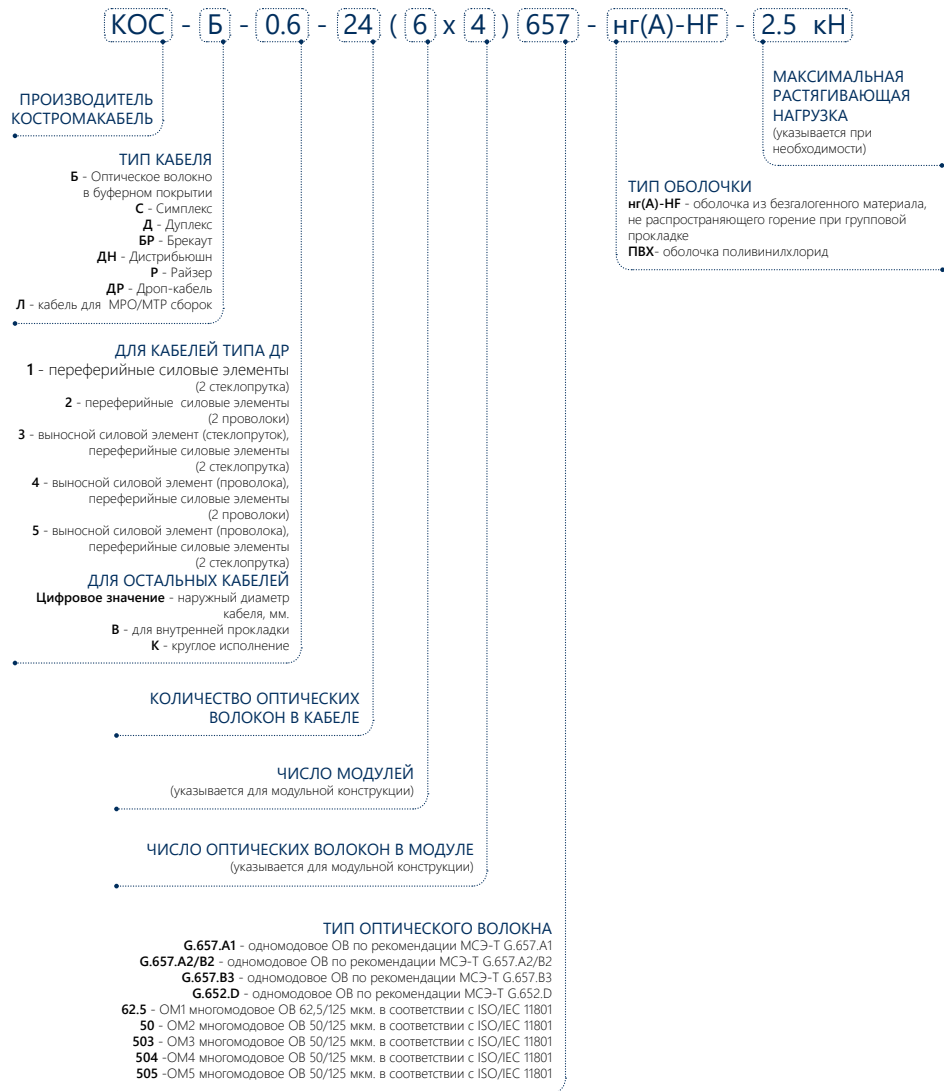 КОС - Б - 0.6 - 24 ( 6 x 4 ) 657 - нг(А)-HF - 2.5 кН
ПРОИЗВОДИТЕЛЬ
КОСТРОМАКАБЕЛЬ
ТИП КАБЕЛЯ
Б - Оптическое волокно
в буферном покрытии
С - Симплекс
Д - Дуплекс
БР - Брекаут
ДН - Дистрибьюшн
Р - Райзер
ДР - Дроп-кабель
Л - кабель для МРО/МТР сборок
ДЛЯ КАБЕЛЕЙ ТИПА ДР
1 - переферийные силовые элементы
(2 стеклопрутка)
2 - переферийные силовые элементы
(2 проволоки)
3 - выносной силовой элемент (стеклопруток),
переферийные силовые элементы
(2 стеклопрутка)
4 - выносной силовой элемент (проволока),
переферийные силовые элементы
(2 проволоки)
5 - выносной силовой элемент (проволока),
переферийные силовые элементы
(2 стеклопрутка)
ДЛЯ ОСТАЛЬНЫХ КАБЕЛЕЙ
Цифровое значение - наружный диаметр
кабеля, мм.
В - для внутренней прокладки
К - круглое исполнение
КОЛИЧЕСТВО ОПТИЧЕСКИХ
ВОЛОКОН В КАБЕЛЕ
ЧИСЛО МОДУЛЕЙ
(указывается для модульной конструкции)
ЧИСЛО ОПТИЧЕСКИХ ВОЛОКОН В МОДУЛЕ
(указывается для модульной конструкции)
ТИП ОПТИЧЕСКОГО ВОЛОКНА
G.657.A1 - одномодовое ОВ по рекомендации МСЭ-Т G.657.A1
G.657.A2/B2 - одномодовое ОВ по рекомендации МСЭ-Т G.657.A2/B2
G.657.B3 - одномодовое ОВ по рекомендации МСЭ-Т G.657.B3
G.652.D - одномодовое ОВ по рекомендации МСЭ-Т G.652.D
62.5 - ОМ1 многомодовое ОВ 62,5/125 мкм. в соответствии с ISO/IEC 11801
50 - ОМ2 многомодовое ОВ 50/125 мкм. в соответствии с ISO/IEC 11801
503 - ОМ3 многомодовое ОВ 50/125 мкм. в соответствии с ISO/IEC 11801
504 -ОМ4 многомодовое ОВ 50/125 мкм. в соответствии с ISO/IEC 11801
505 -ОМ5 многомодовое ОВ 50/125 мкм. в соответствии с ISO/IEC 11801
ТИП ОБОЛОЧКИ
нг(А)-HF - оболочка из безгалогенного материала,
не распространяющего горение при групповой
прокладке
ПВХ- оболочка поливинилхлорид
МАКСИМАЛЬНАЯ
РАСТЯГИВАЮЩАЯ
НАГРУЗКА
(указывается при
необходимости)